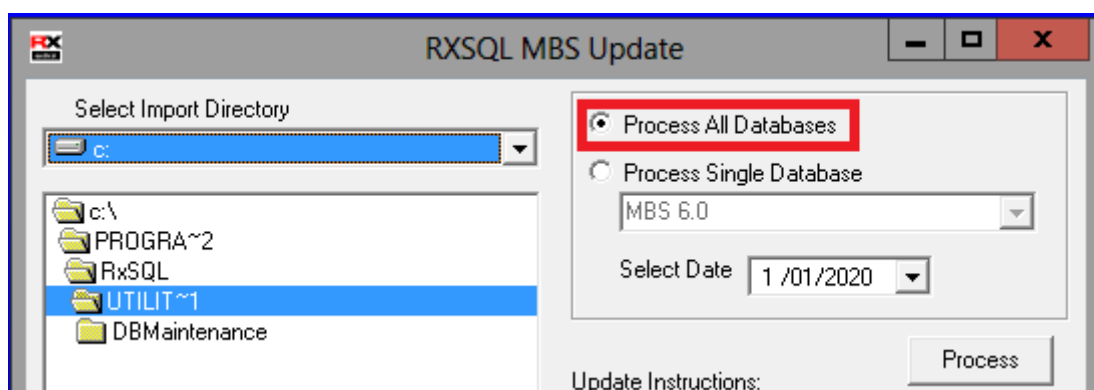 RX
RXSQL MBS Update
Select Import Directory
c:
c:\
PROGRA~2
RxSQL
UTILIT~1
DBMaintenance
Process All Databases
Process Single Database
MBS 6.0
Select Date 1 /01/2020
Process
Update Instructions: